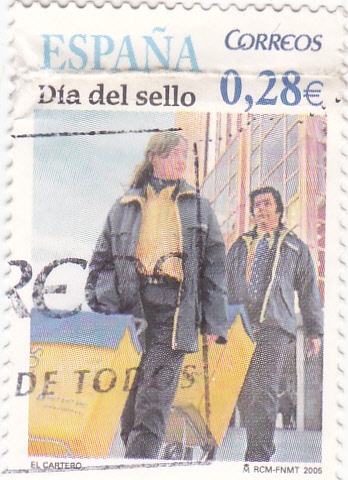 ESPAÑA CORREOS
Día del sello 0,28€
DE TODOS
EL CARTERO RCM-FNMT 2005